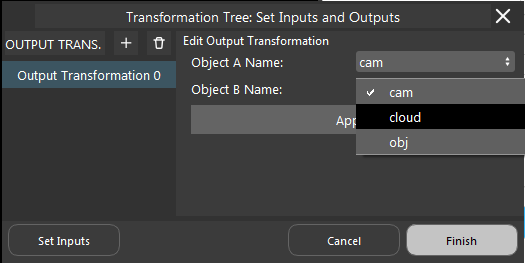 Transformation Tree: Set Inputs and Outputs
OUTPUT TRANS.
Edit Output Transformation
Output Transformation 0
Object A Name:
cam
Object B Name:
cam
cloud
obj
App
Set Inputs
Cancel
Finish